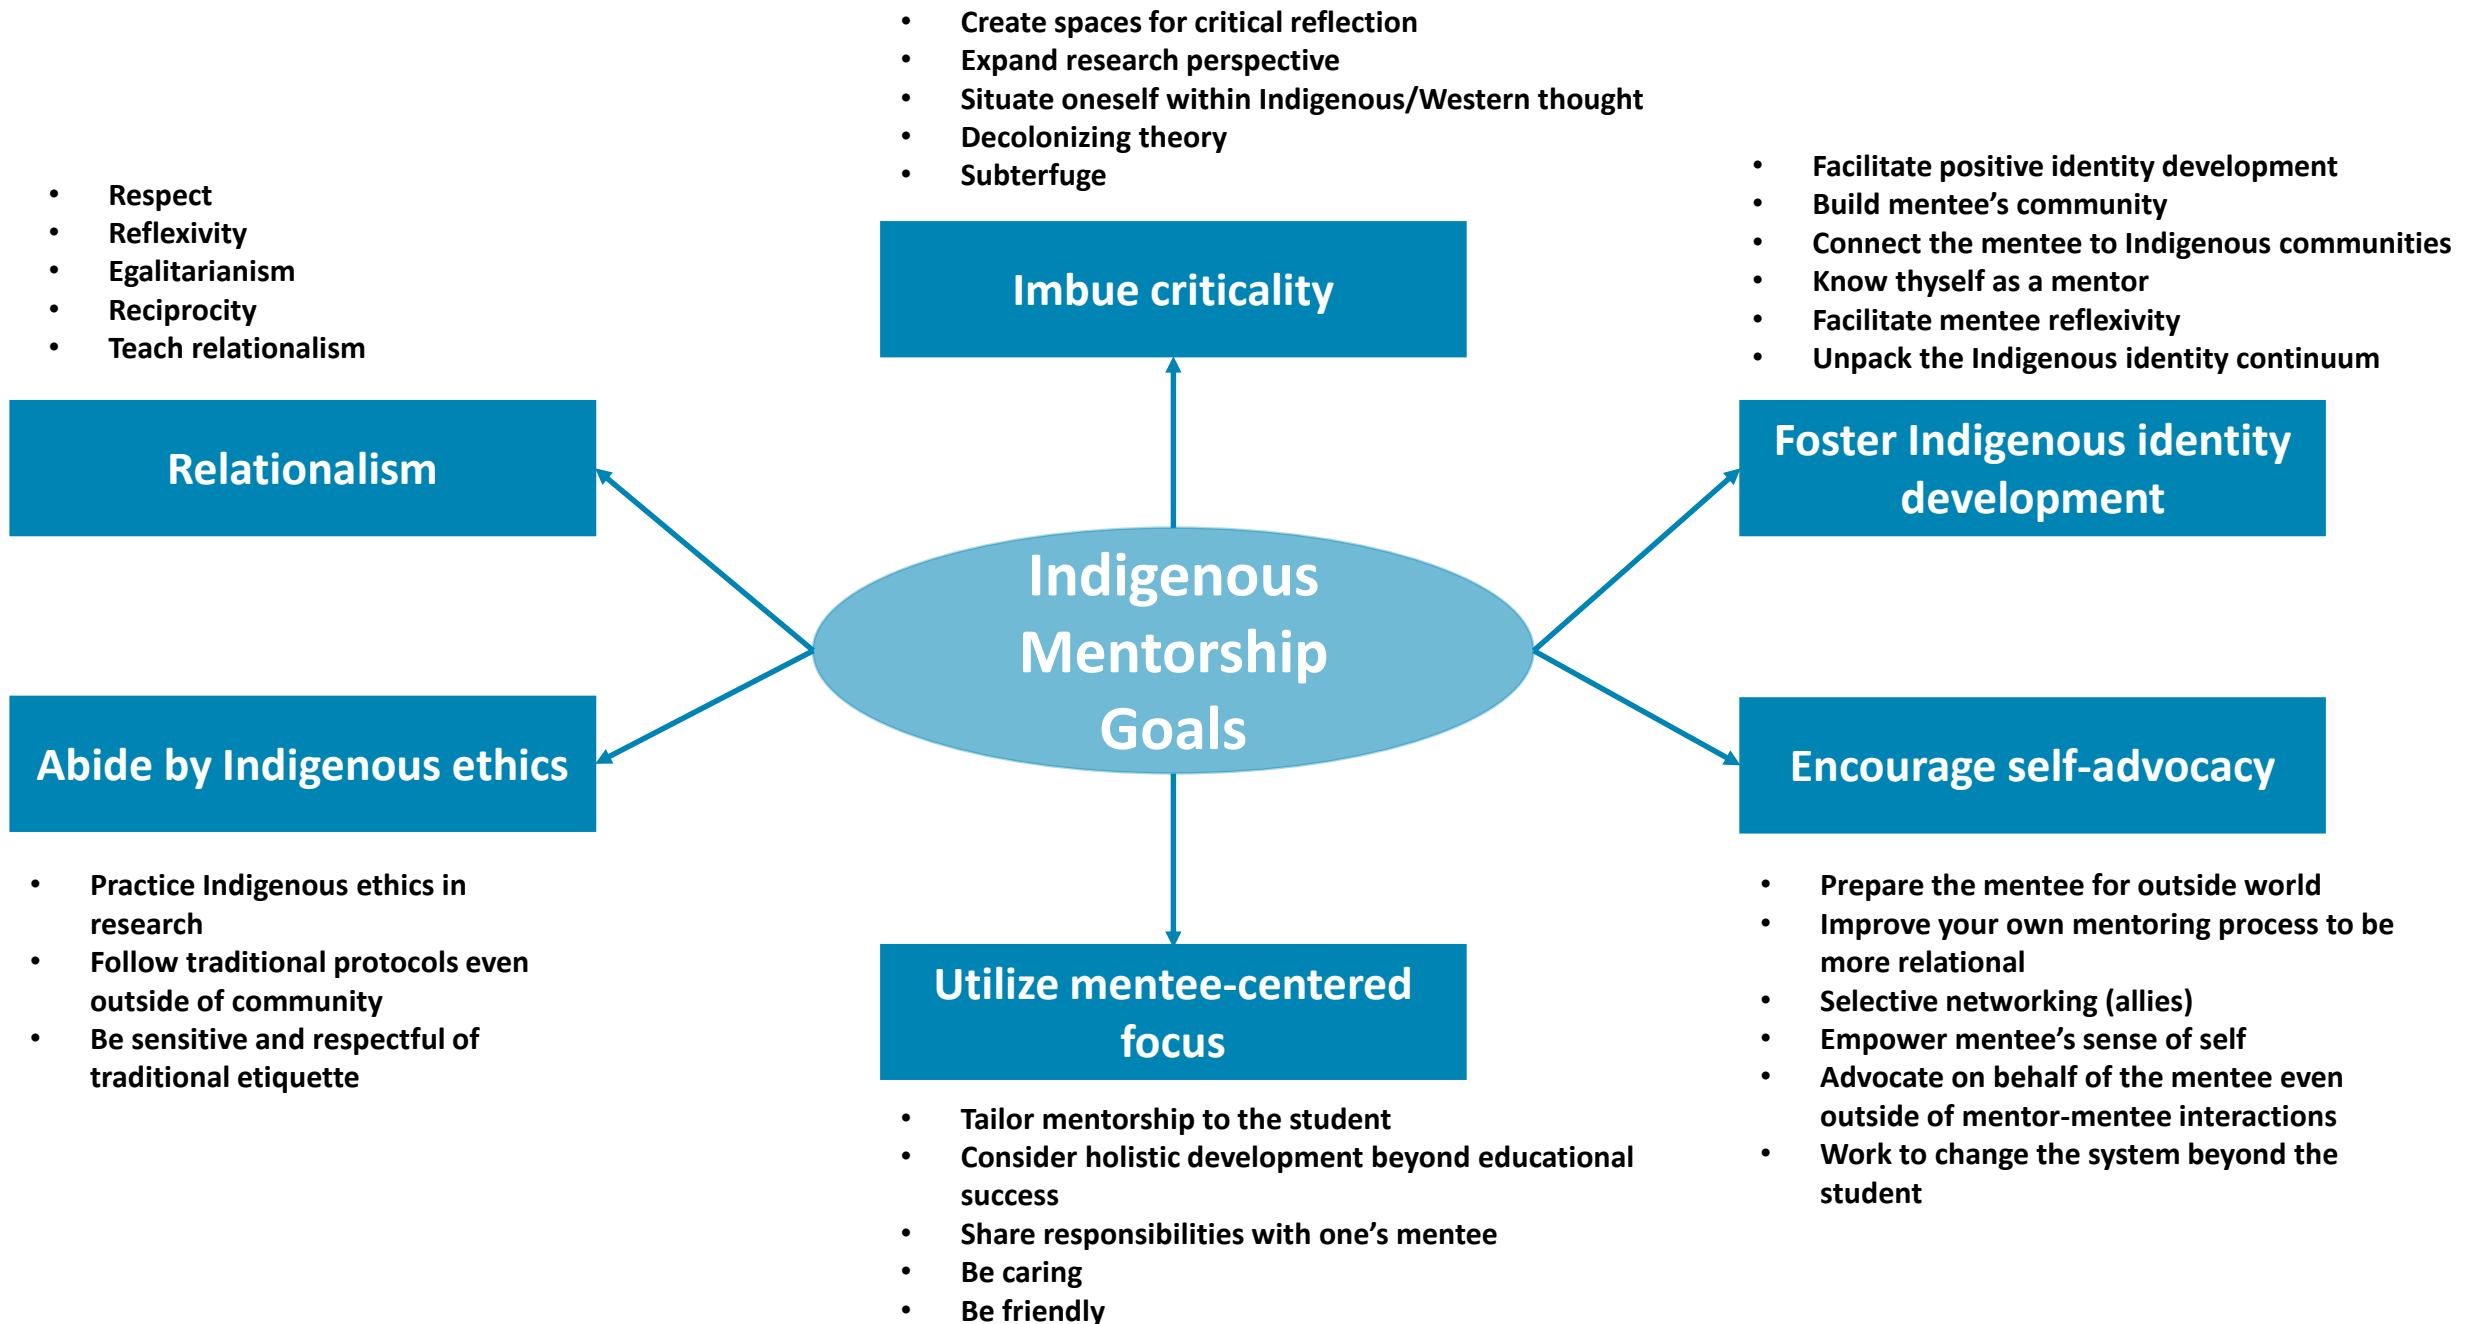 • Create spaces for critical reflection
• Expand research perspective
• Situate oneself within Indigenous/Western thought
• Decolonizing theory
• Subterfuge
Imbue criticality
• Respect
• Reflexivity
• Egalitarianism
• Reciprocity
• Teach relationalism
Relationalism
• Facilitate positive identity development
• Build mentee’s community
• Connect the mentee to Indigenous communities
• Know thyself as a mentor
• Facilitate mentee reflexivity
• Unpack the Indigenous identity continuum
Foster Indigenous identity
development
Indigenous
Mentorship
Goals
Abide by Indigenous ethics
• Practice Indigenous ethics in
research
• Follow traditional protocols even
outside of community
• Be sensitive and respectful of
traditional etiquette
Utilize mentee-centered
focus
• Tailor mentorship to the student
• Consider holistic development beyond educational
success
• Share responsibilities with one’s mentee
• Be caring
• Be friendly
Encourage self-advocacy
• Prepare the mentee for outside world
• Improve your own mentoring process to be
more relational
• Selective networking (allies)
• Empower mentee’s sense of self
• Advocate on behalf of the mentee even
outside of mentor-mentee interactions
• Work to change the system beyond the
student